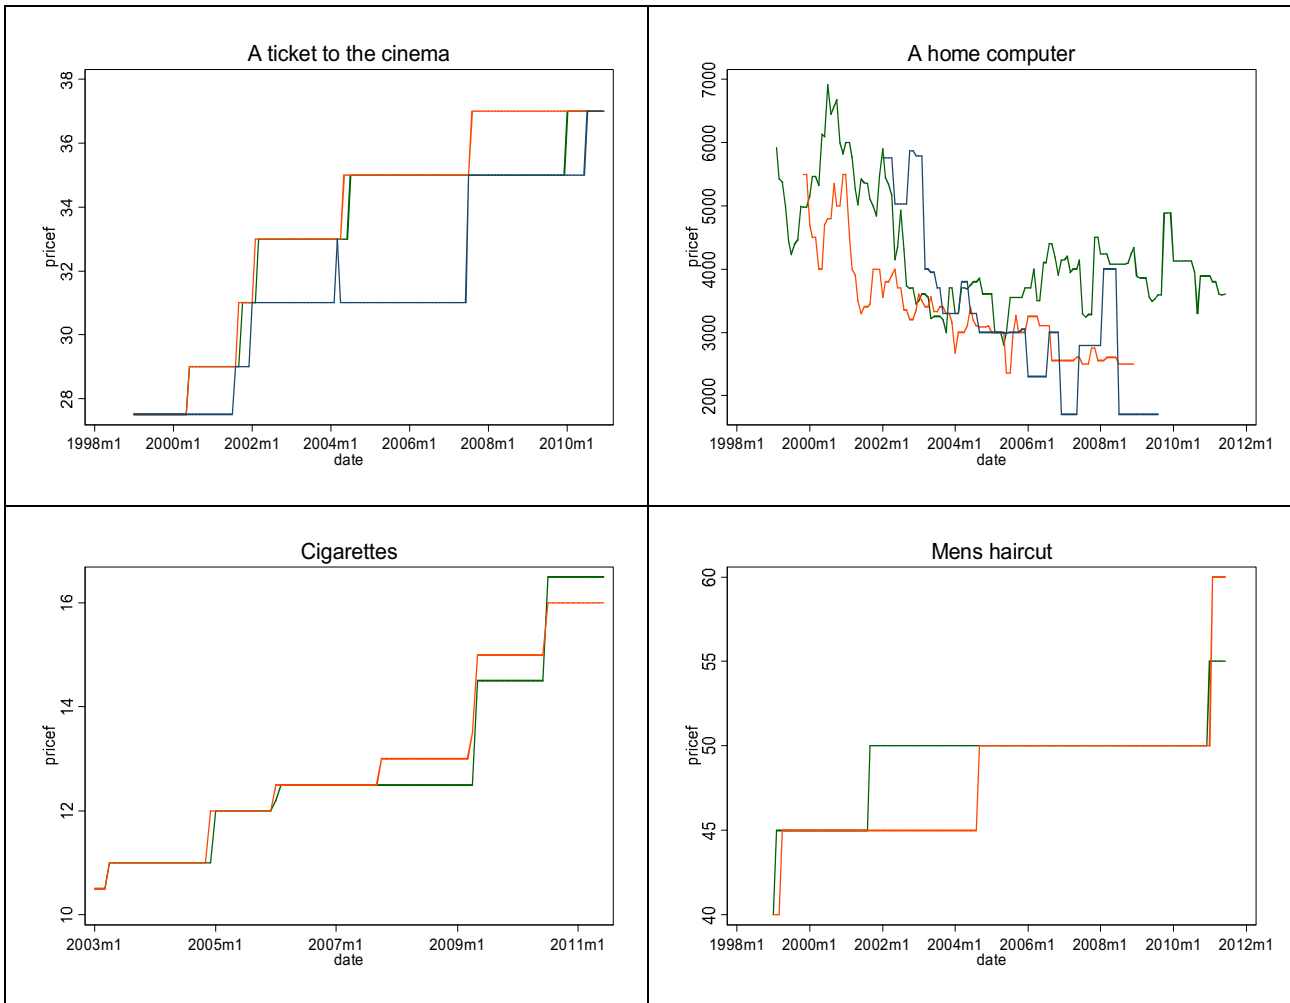 A ticket to the cinema
pricef
38
36
34
32
30
28
1998m1 2000m1 2002m1 2004m1 2006m1 2008m1 2010m1
date
A home computer
pricef
7000
6000
5000
4000
3000
2000
1998m1 2000m1 2002m1 2004m1 2006m1 2008m1 2010m1 2012m1
date
Cigarettes
pricef
16
14
12
10
2003m1 2005m1 2007m1 2009m1 2011m1
date
Mens haircut
pricef
60
55
50
45
40
1998m1 2000m1 2002m1 2004m1 2006m1 2008m1 2010m1 2012m1
date